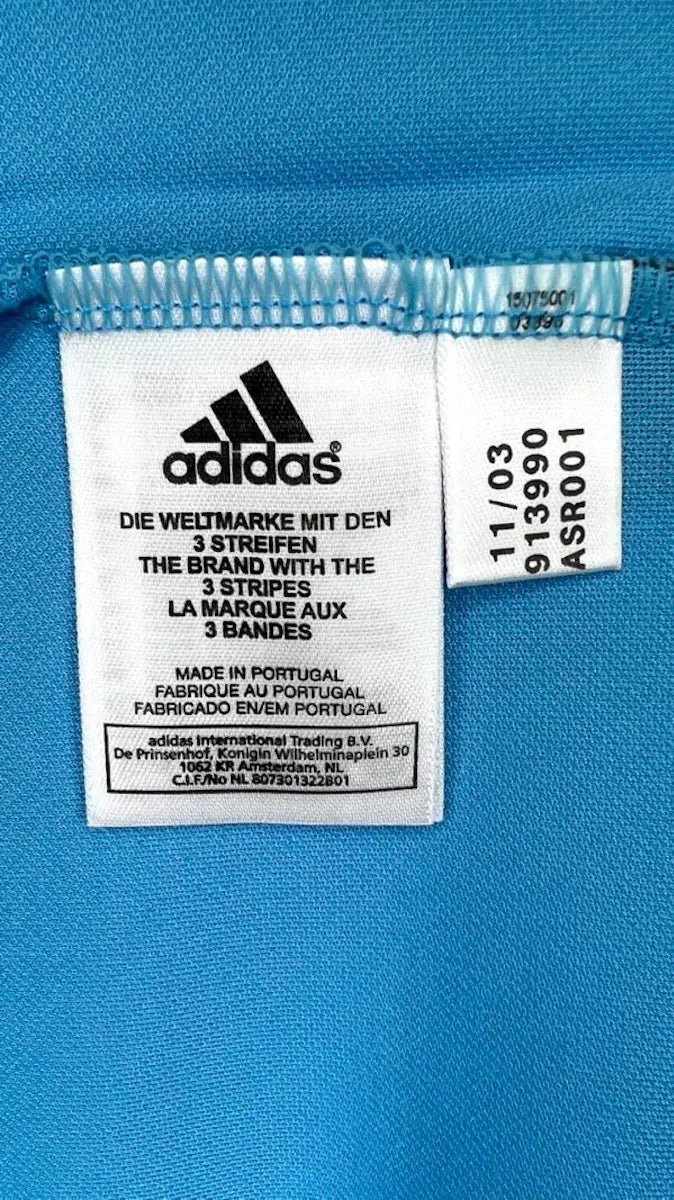 adidas®
DIE WELTMARKE MIT DEN
3 STREIFEN
THE BRAND WITH THE
3 STRIPES
LA MARQUE AUX
3 BANDES
MADE IN PORTUGAL
FABRIQUE AU PORTUGAL
FABRICADO EN/EM PORTUGAL
adidas International Trading B.V.
De Prinsenhof, Konigin Wilhelminaplein 30
1062 KR Amsterdam, NL
C.I.F./No NL 807301322B01
11/03
913990
ASR001